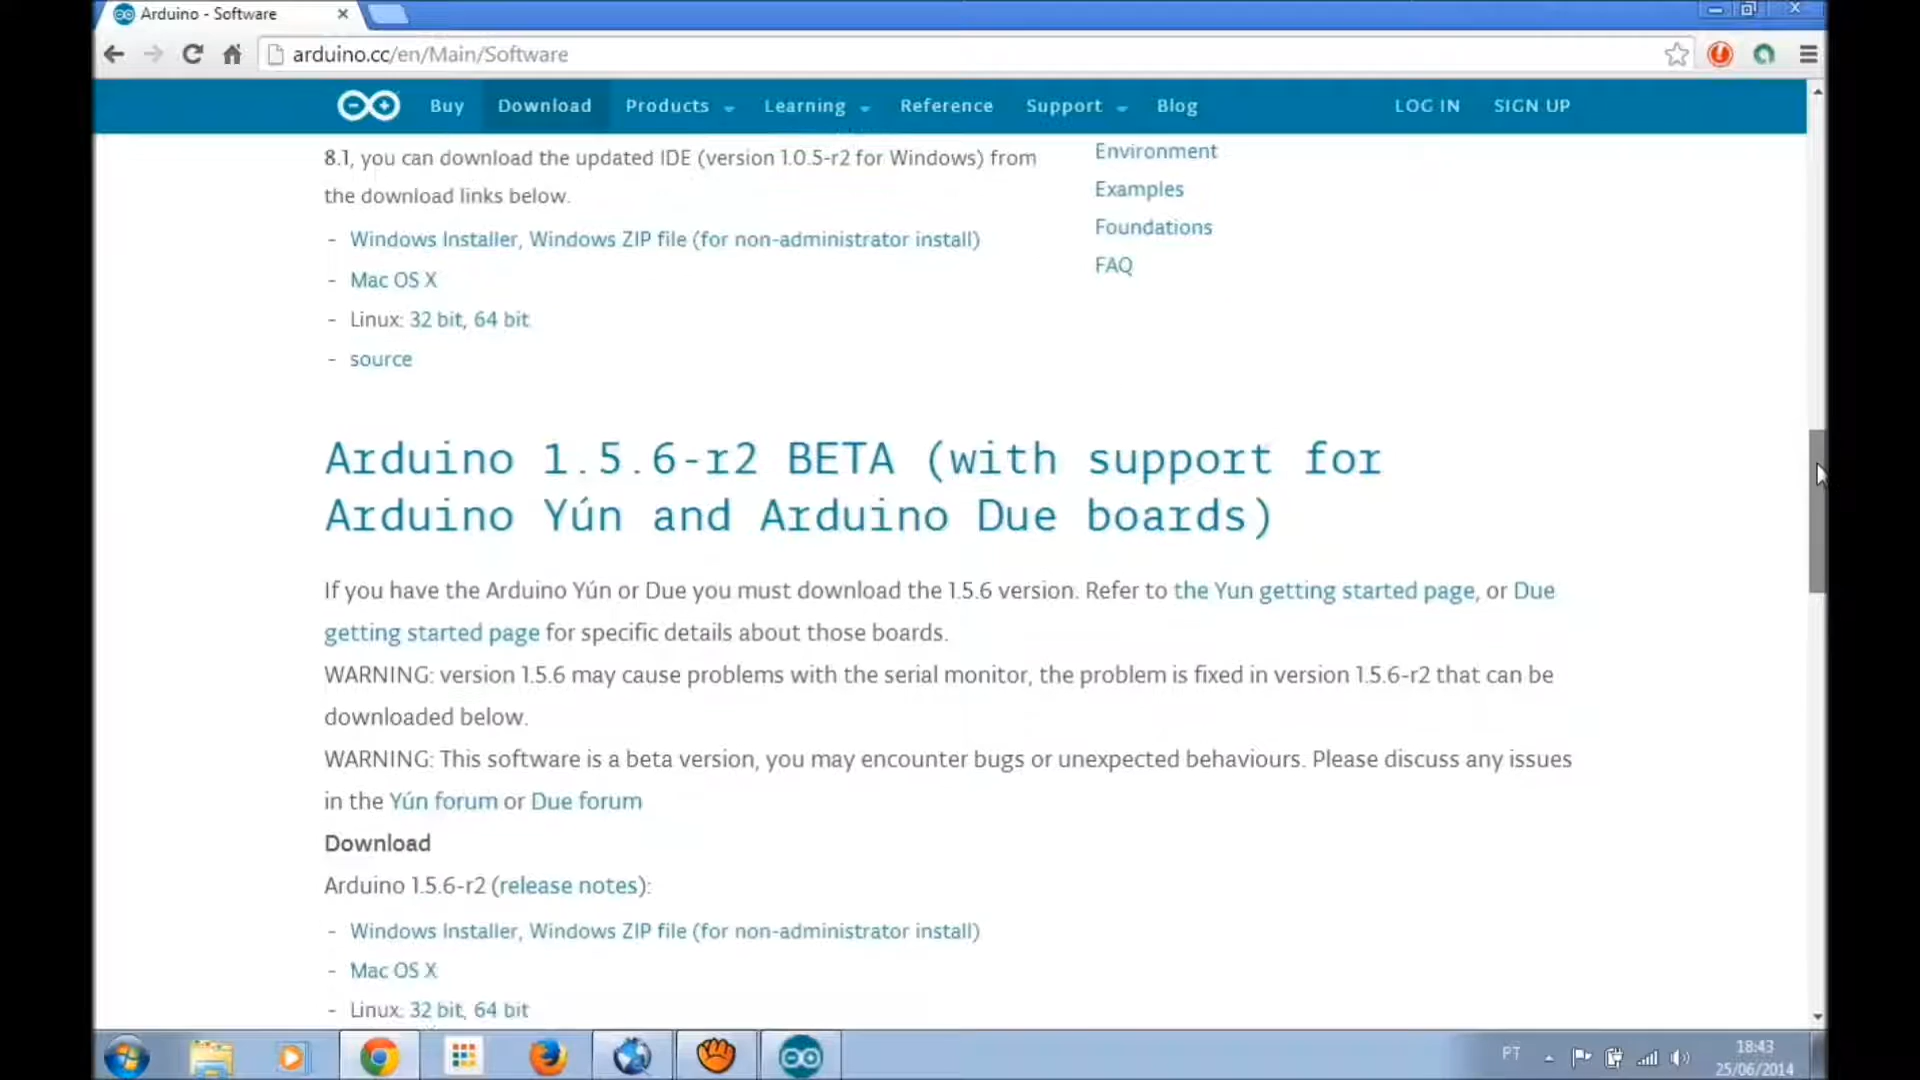 Arduino - Software
arduino.cc/en/Main/Software
Buy Download Products Learning Reference Support Blog LOG IN SIGN UP
8.1, you can download the updated IDE (version 1.0.5-r2 for Windows) from
the download links below.
- Windows Installer, Windows ZIP file (for non-administrator install)
- Mac OS X
- Linux: 32 bit, 64 bit
- source
Environment
Examples
Foundations
FAQ
Arduino 1.5.6-r2 BETA (with support for
Arduino Yún and Arduino Due boards)
If you have the Arduino Yún or Due you must download the 1.5.6 version. Refer to the Yun getting started page, or Due
getting started page for specific details about those boards.
WARNING: version 1.5.6 may cause problems with the serial monitor, the problem is fixed in version 1.5.6-r2 that can be
downloaded below.
WARNING: This software is a beta version, you may encounter bugs or unexpected behaviours. Please discuss any issues
in the Yún forum or Due forum
Download
Arduino 1.5.6-r2 (release notes):
- Windows Installer, Windows ZIP file (for non-administrator install)
- Mac OS X
- Linux: 32 bit, 64 bit
PT
18:43
25/06/2014